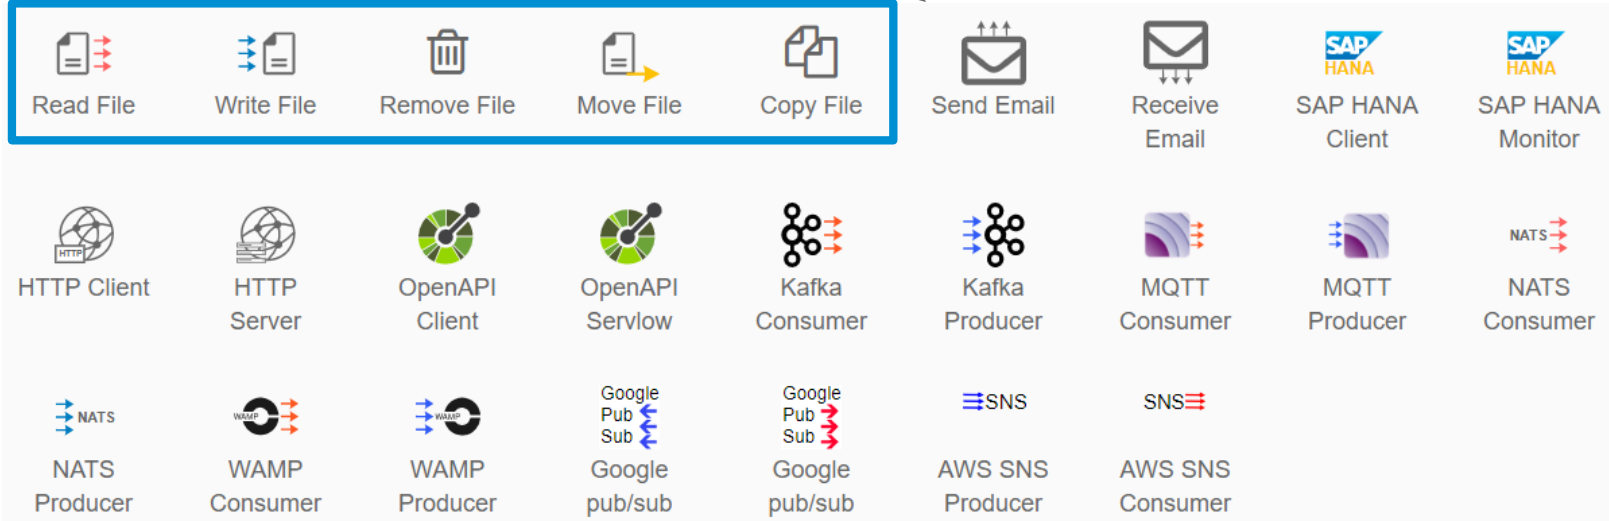 SAP
HANA
SAP
HANA
Read File
Write File
Remove File
Move File
Copy File
Send Email
Receive
Email
SAP HANA
Client
SAP HANA
Monitor
HTTP
NATS
HTTP Client
HTTP
Server
OpenAPI
Client
OpenAPI
Servlow
Kafka
Consumer
Kafka
Producer
MQTT
Consumer
MQTT
Producer
NATS
Consumer
NATS
WAMP
WAMP
Google
Pub
Sub
Google
Pub
Sub
SNS
SNS
NATS
Producer
WAMP
Consumer
WAMP
Producer
Google
pub/sub
Google
pub/sub
AWS SNS
Producer
AWS SNS
Consumer